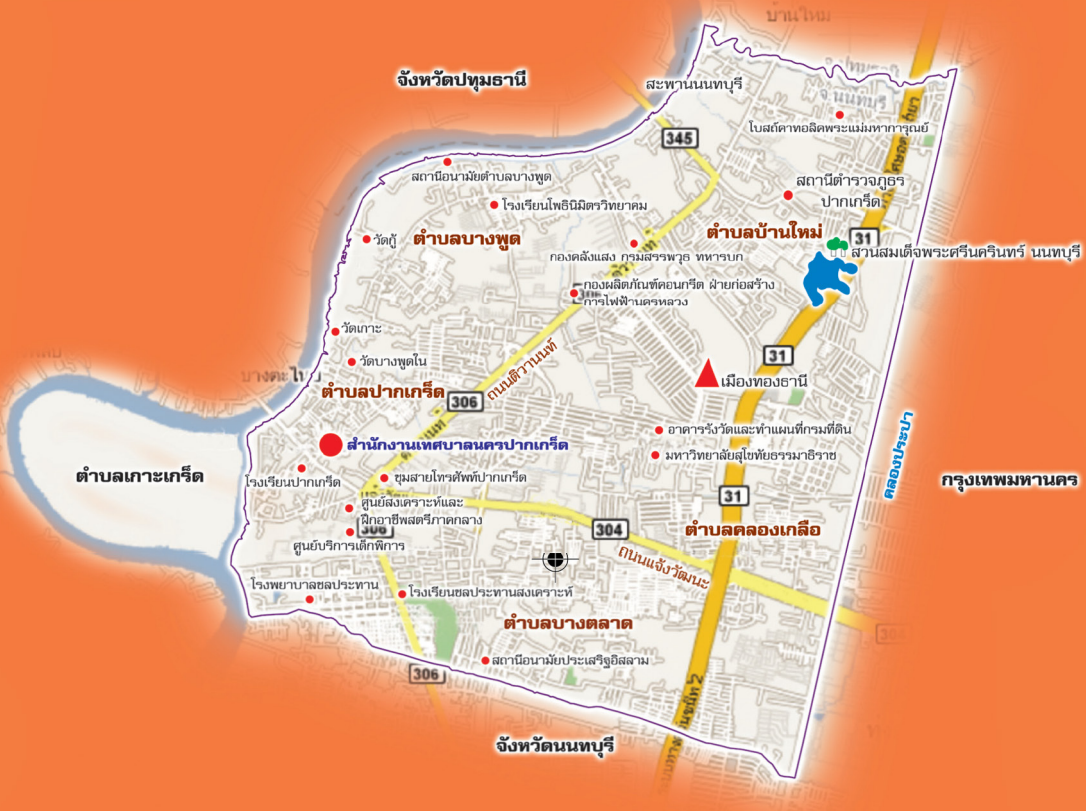 บ้านใหม่
จังหวัดปทุมธานี
สะพานนนทบุรี
จ.นนทบุรี
โบสถ์คาทอลิคพระแม่มหาการุณย์
345
สถานีอนามัยตำบลบางพูด
สถานีตำรวจภูธร
ปากเกร็ด
โรงเรียนโพธินิมิตรวิทยาคม
วัดกู้
ตำบลบางพูด
ตำบลบ้านใหม่
31
สวนสมเด็จพระศรีนครินทร์ นนทบุรี
กองคลังแสง กรมสรรพวุธ ทหารบก
กองผลิตภัณฑ์คอนกรีต ฝ่ายก่อสร้าง
การไฟฟ้านครหลวง
วัดเกาะ
วัดบางพูดใน
31
ถนนติวานนท์
บางตะไน
ตำบลปากเกร็ด
306
เมืองทองธานี
อาคารรังวัดและทำแผนที่กรมที่ดิน
สำนักงานเทศบาลนครปากเกร็ด
มหาวิทยาลัยสุโขทัยธรรมาธิราช
คลองประปา
ตำบลเกาะเกร็ด
โรงเรียนปากเกร็ด
ชุมสายโทรศัพท์ปากเกร็ด
กรุงเทพมหานคร
31
ศูนย์สงเคราะห์และ
ฝึกอาชีพสตรีภาคกลาง
306
304
ตำบลคลองเกลือ
ศูนย์บริการเด็กพิการ
ถนนแจ้งวัฒนะ
โรงพยาบาลชลประทาน
โรงเรียนชลประทานสงเคราะห์
ตำบลบางตลาด
304
สถานีอนามัยประเสริฐอิสลาม
306
จังหวัดนนทบุรี